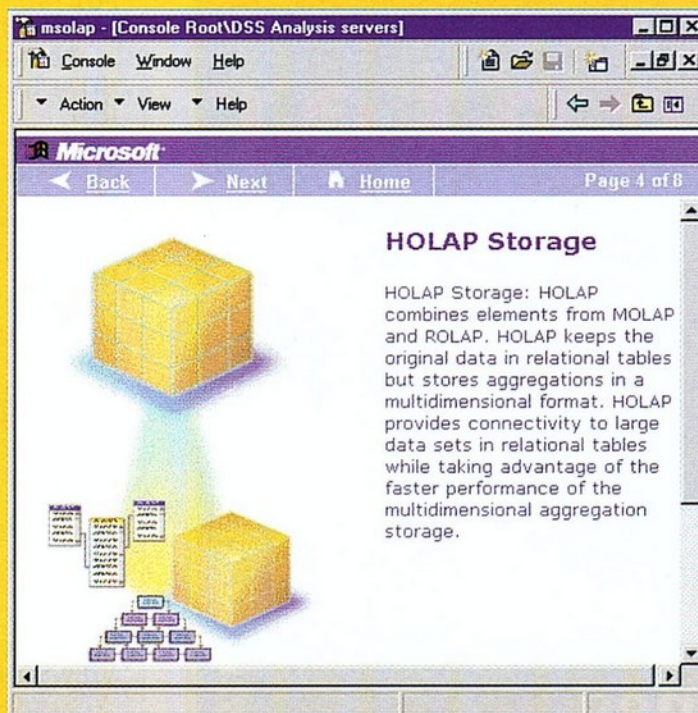 msolap - [Console Root\DSS Analysis servers]
Console Window Help
Action View Help
Microsoft
Back Next Home Page 4 of 8
HOLAP Storage
HOLAP Storage: HOLAP
combines elements from MOLAP
and ROLAP. HOLAP keeps the
original data in relational tables
but stores aggregations in a
multidimensional format. HOLAP
provides connectivity to large
data sets in relational tables
while taking advantage of the
faster performance of the
multidimensional aggregation
storage.